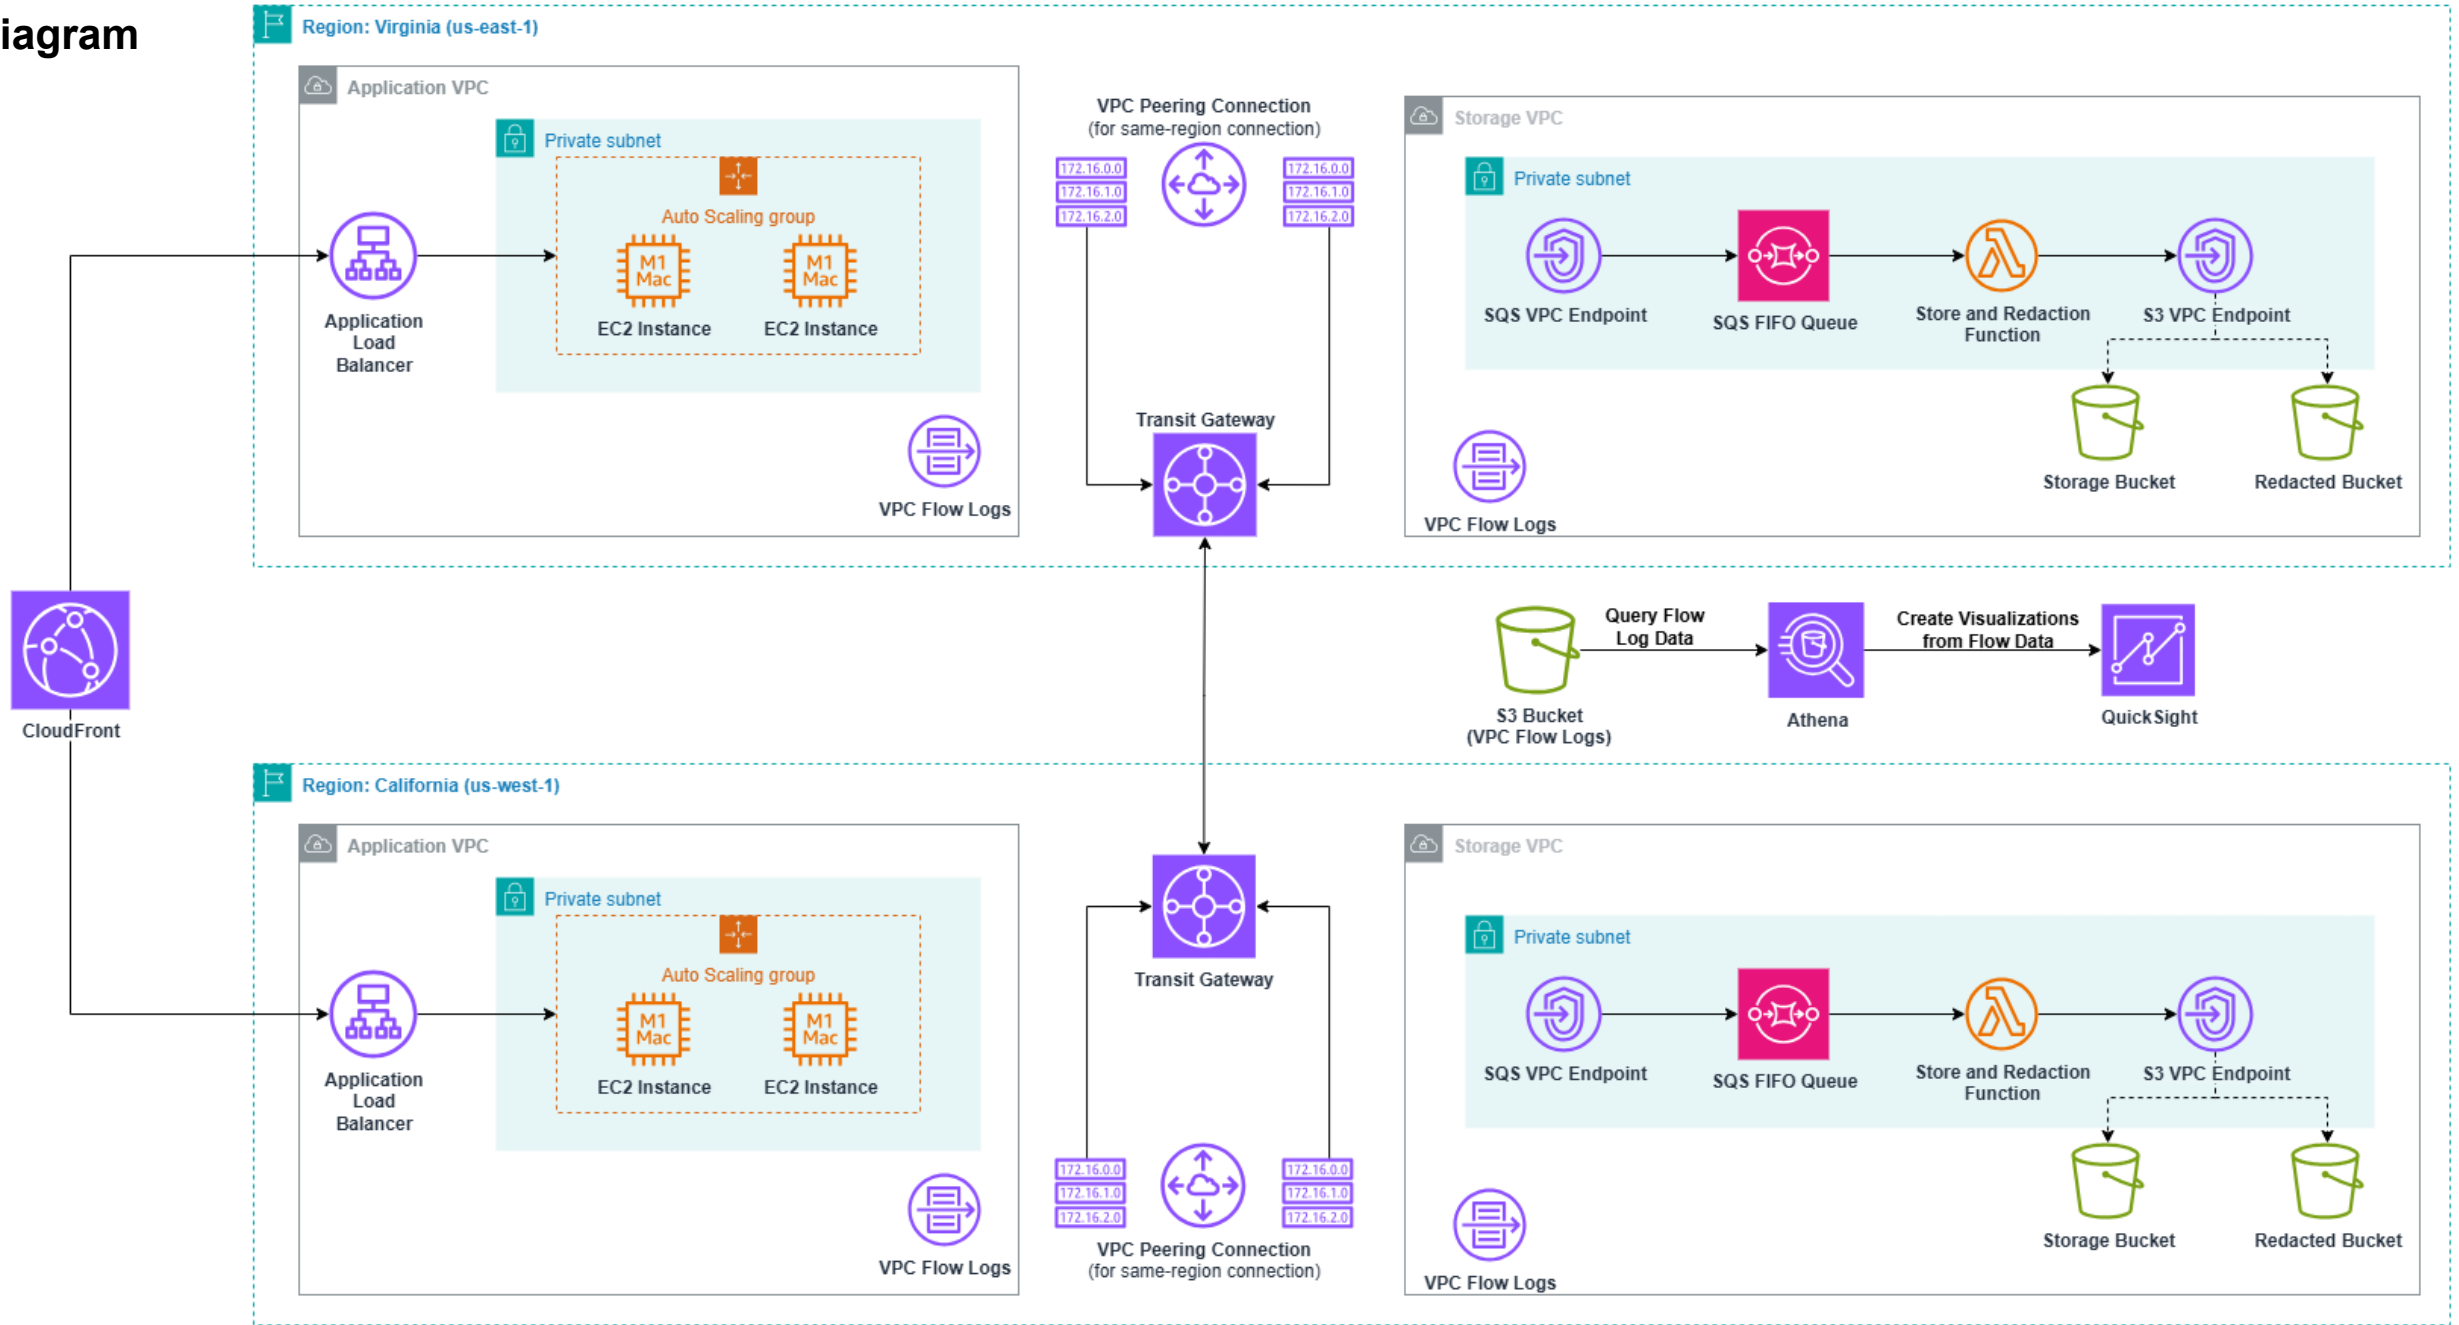 iagram
Region: Virginia (us-east-1)
Application VPC
Private subnet
Auto Scaling group
M1
Mac
M1
Mac
EC2 Instance
EC2 Instance
Application
Load
Balancer
VPC Flow Logs
VPC Peering Connection
(for same-region connection)
172.16.0.0
172.16.1.0
172.16.2.0
172.16.0.0
172.16.1.0
172.16.2.0
Transit Gateway
Storage VPC
Private subnet
SQS VPC Endpoint
SQS FIFO Queue
Store and Redaction
Function
S3 VPC Endpoint
Storage Bucket
Redacted Bucket
VPC Flow Logs
CloudFront
S3 Bucket
(VPC Flow Logs)
Query Flow
Log Data
Athena
Create Visualizations
from Flow Data
QuickSight
Region: California (us-west-1)
Application VPC
Private subnet
Auto Scaling group
M1
Mac
M1
Mac
EC2 Instance
EC2 Instance
Application
Load
Balancer
VPC Flow Logs
Transit Gateway
172.16.0.0
172.16.1.0
172.16.2.0
172.16.0.0
172.16.1.0
172.16.2.0
VPC Peering Connection
(for same-region connection)
Storage VPC
Private subnet
SQS VPC Endpoint
SQS FIFO Queue
Store and Redaction
Function
S3 VPC Endpoint
Storage Bucket
Redacted Bucket
VPC Flow Logs